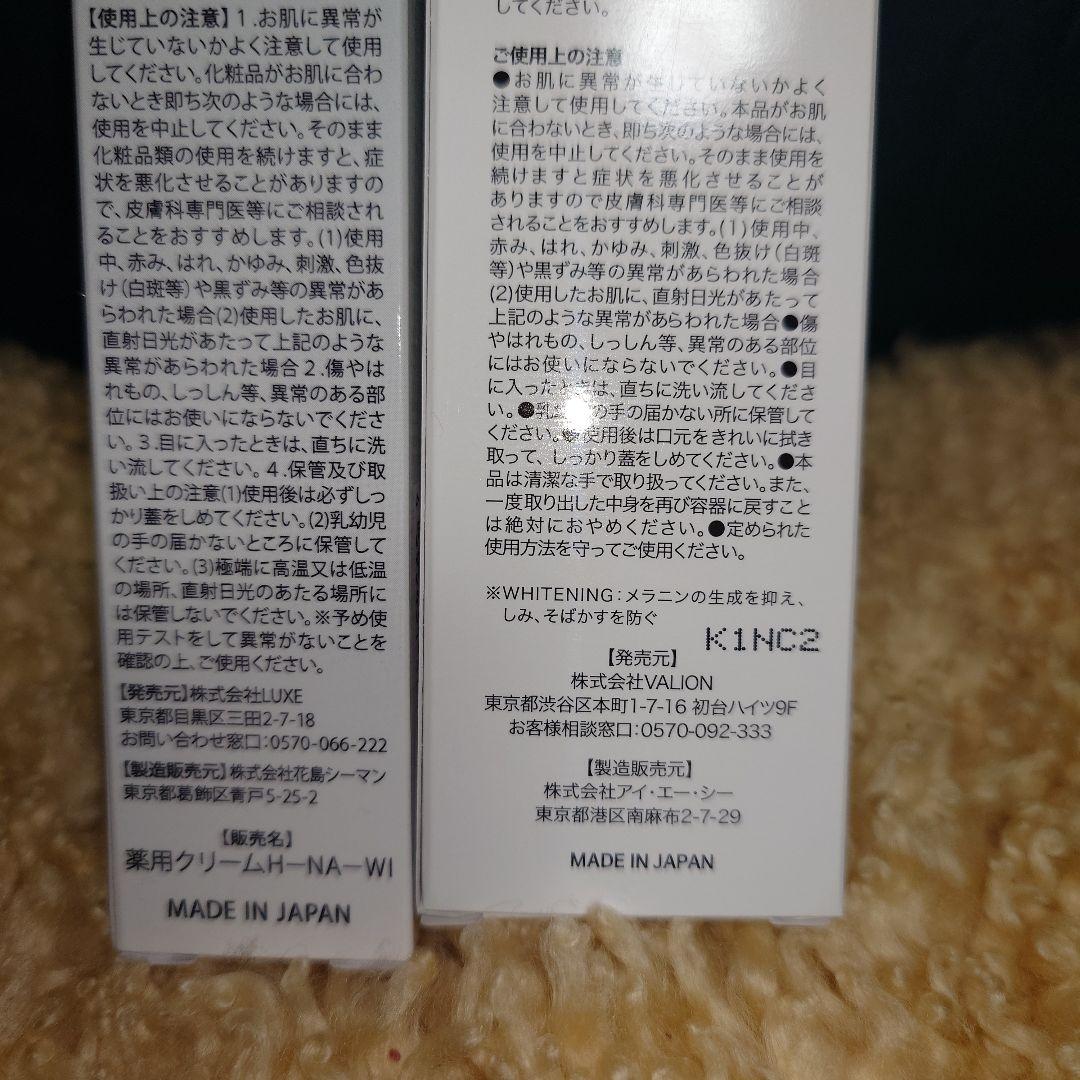 【使用上の注意】1.お肌に異常が
生じていないかよく注意して使用
してください。化粧品がお肌に合わ
ないとき即ち次のような場合には、
使用を中止してください。そのまま
化粧品類の使用を続けますと、症
状を悪化させることがありますの
で、皮膚科専門医等にご相談され
ることをおすすめします。(1)使用
中、赤み、はれ、かゆみ、刺激、色抜
け(白斑等)や黒ずみ等の異常があ
らわれた場合(2)使用したお肌に、
直射日光があたって上記のような
異常があらわれた場合2.傷やは
れもの、しっしん等、異常のある部
位にはお使いにならないでくださ
い。3.目に入ったときは、直ちに洗
い流してください。4.保管及び取
扱い上の注意(1)使用後は必ずしっ
かり蓋をしめてください。(2)乳幼児
の手の届かないところに保管して
ください。(3)極端に高温又は低温
の場所、直射日光のあたる場所に
は保管しないでください。※予め使
用テストをして異常がないことを
確認の上、ご使用ください。
【発売元】株式会社LUXE
東京都目黒区三田2-7-18
お問い合わせ窓口:0570-066-222
【製造販売元】株式会社花島シーマン
東京都葛飾区青戸5-25-2
【販売名】
薬用クリームH－NA－WI
MADE IN JAPAN
してください。
ご使用上の注意
●お肌に異常が生じていないかよく
注意して使用してください。本品がお肌
に合わないとき、即ち次のような場合には、
使用を中止してください。そのまま使用を
続けますと症状を悪化させることが
ありますので皮膚科専門医等にご相談
されることをおすすめします。(1)使用中、
赤み、はれ、かゆみ、刺激、色抜け(白斑
等)や黒ずみ等の異常があらわれた場合
(2)使用したお肌に、直射日光があたって
上記のような異常があらわれた場合●傷
やはれもの、しっしん等、異常のある部位
にはお使いにならないでください。●目
に入ったときは、直ちに洗い流してくださ
い。●乳の手の届かない所に保管して
ください。●使用後は口元をきれいに拭き
取って、しっかり蓋をしめてください。●本
品は清潔な手で取り扱ってください。また、
一度取り出した中身を再び容器に戻すこと
は絶対におやめください。●定められた
使用方法を守ってご使用ください。
※WHITENING:メラニンの生成を抑え、
しみ、そばかすを防ぐ
K1NC2
【発売元】
株式会社VALION
東京都渋谷区本町1-7-16 初台ハイツ9F
お客様相談窓口:0570-092-333
【製造販売元】
株式会社アイ・エー・シー
東京都港区南麻布2-7-29
MADE IN JAPAN